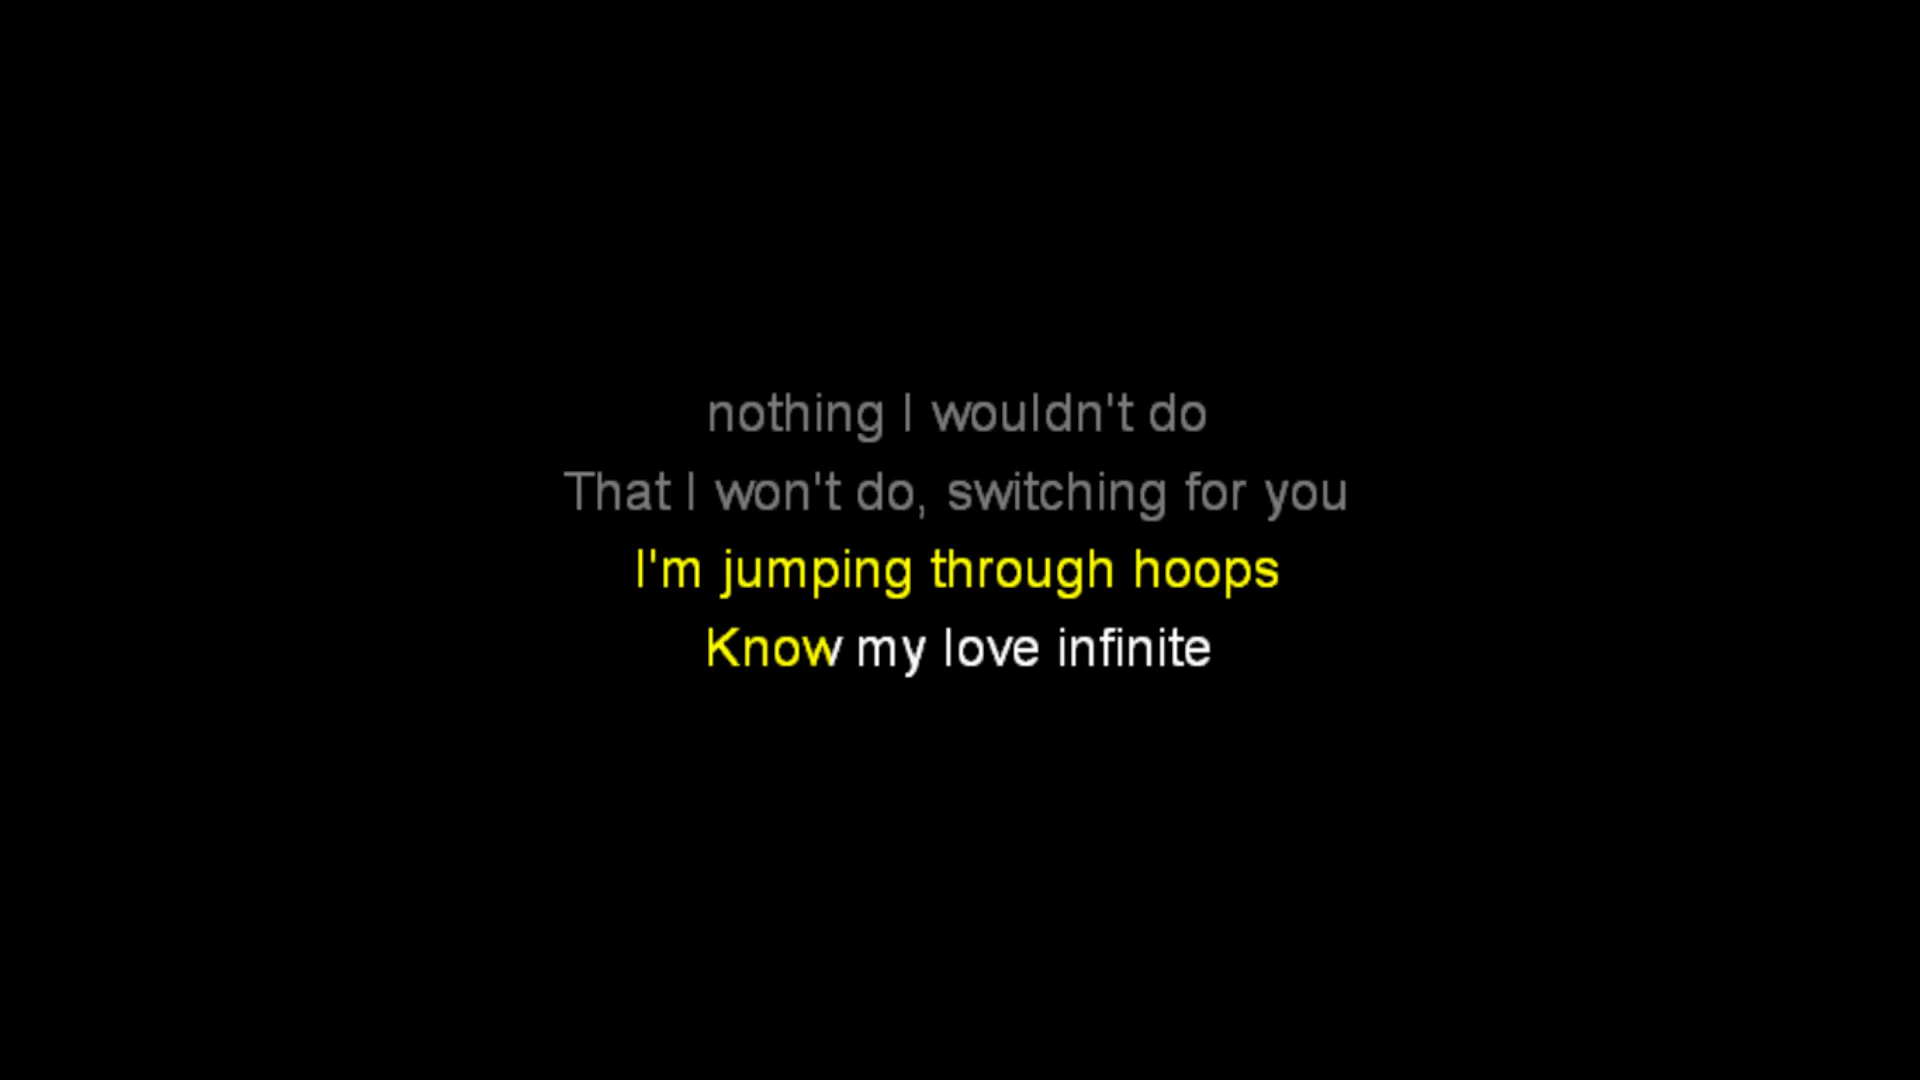 nothing I wouldn't do
That I won't do, switching for you
I'm jumping through hoops
Know my love infinite